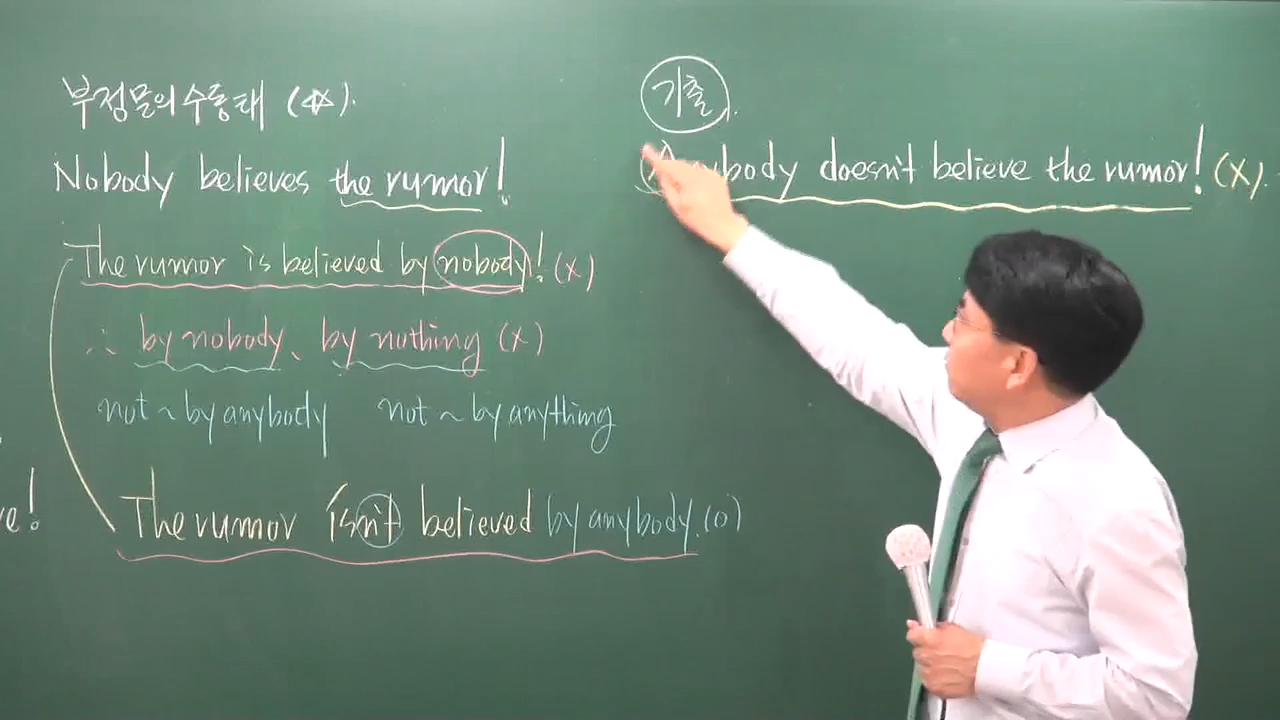 부정문의 수동태 (☆).
Nobody believes the rumor!
The rumor is believed by nobody! (X)
∴ by nobody, by nothing (X)
not ~ by anybody not ~ by anything
The rumor isn't believed by anybody. (O)
기출
body doesn't believe the rumor! (X).